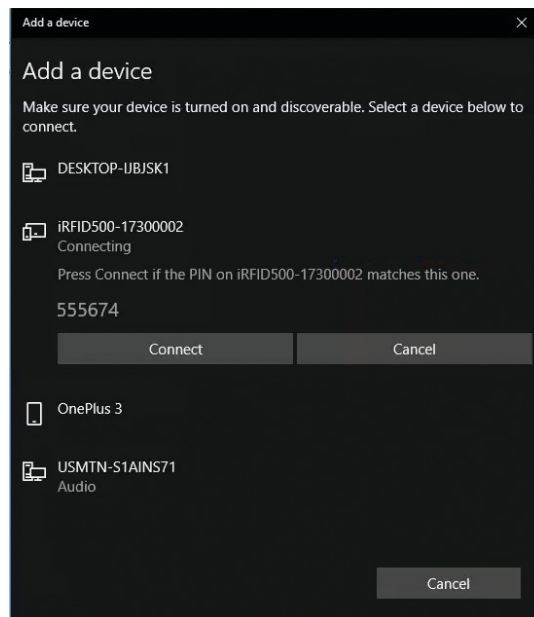 Add a device
Add a device
Make sure your device is turned on and discoverable. Select a device below to
connect.
DESKTOP-IJBJSK1
iRFID500-17300002
Connecting
Press Connect if the PIN on iRFID500-17300002 matches this one.
555674
Connect Cancel
OnePlus 3
USMTN-S1AINS71
Audio
Cancel